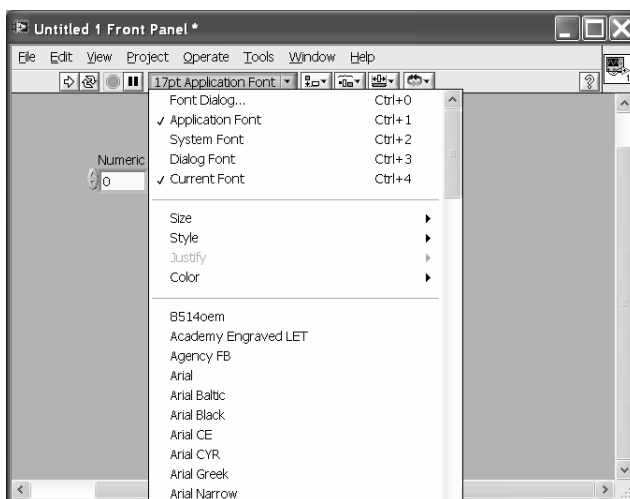 Untitled 1 Front Panel *
File Edit View Project Operate Tools Window Help
17pt Application Font ?
1
Font Dialog... Ctrl+0
Application Font Ctrl+1
System Font Ctrl+2
Dialog Font Ctrl+3
Current Font Ctrl+4
Numeric
0
Size
Style
Justify
Color
8514oem
Academy Engraved LET
Agency FB
Arial
Arial Baltic
Arial Black
Arial CE
Arial CYR
Arial Greek
Arial Narrow